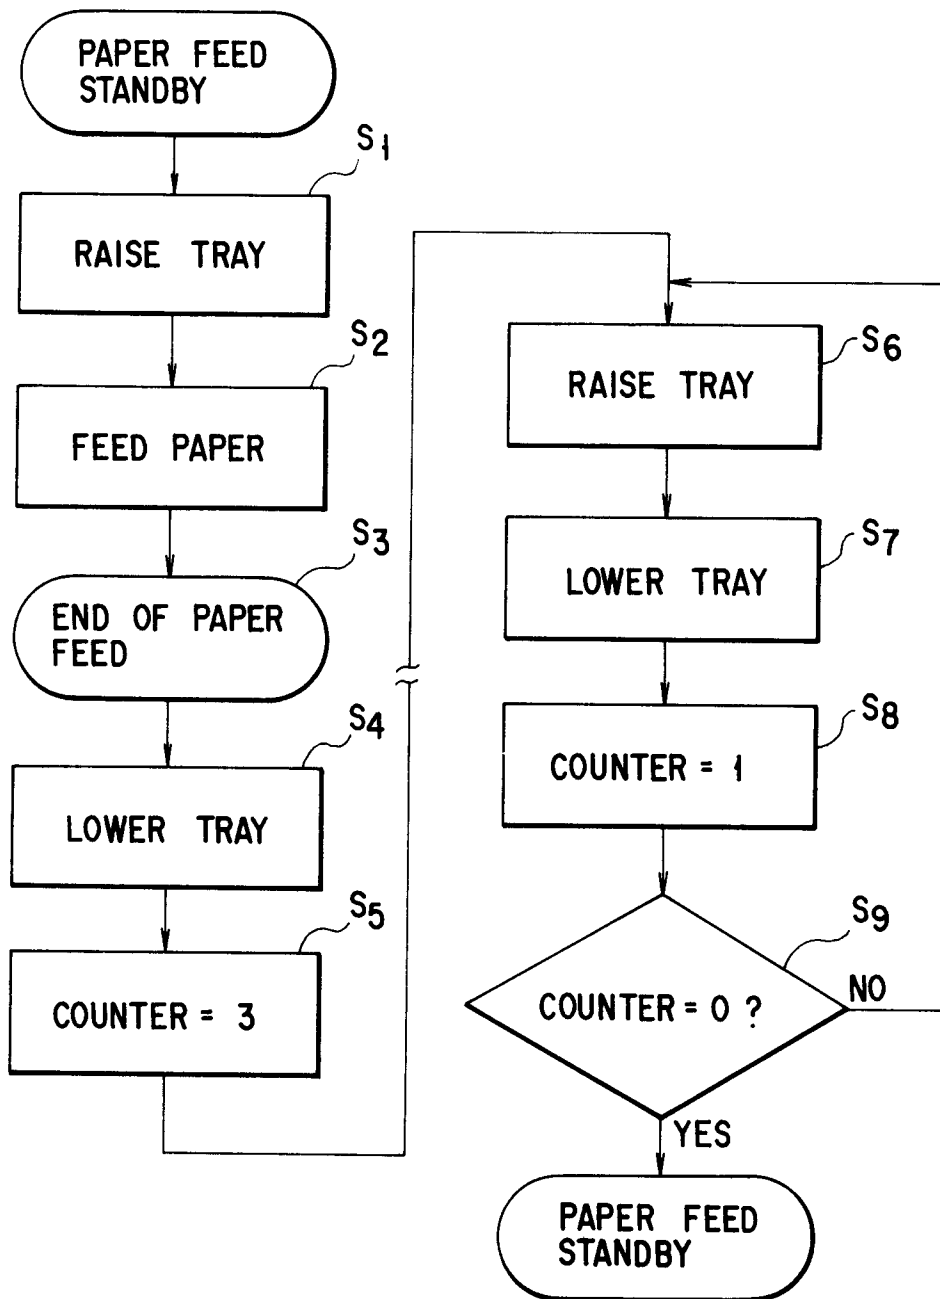 PAPER FEED
STANDBY
S1
RAISE TRAY
S2
FEED PAPER
S3
END OF PAPER
FEED
S4
LOWER TRAY
S5
COUNTER = 3
S6
RAISE TRAY
S7
LOWER TRAY
S8
COUNTER = 1
S9
COUNTER = 0 ?
NO
YES
PAPER FEED
STANDBY